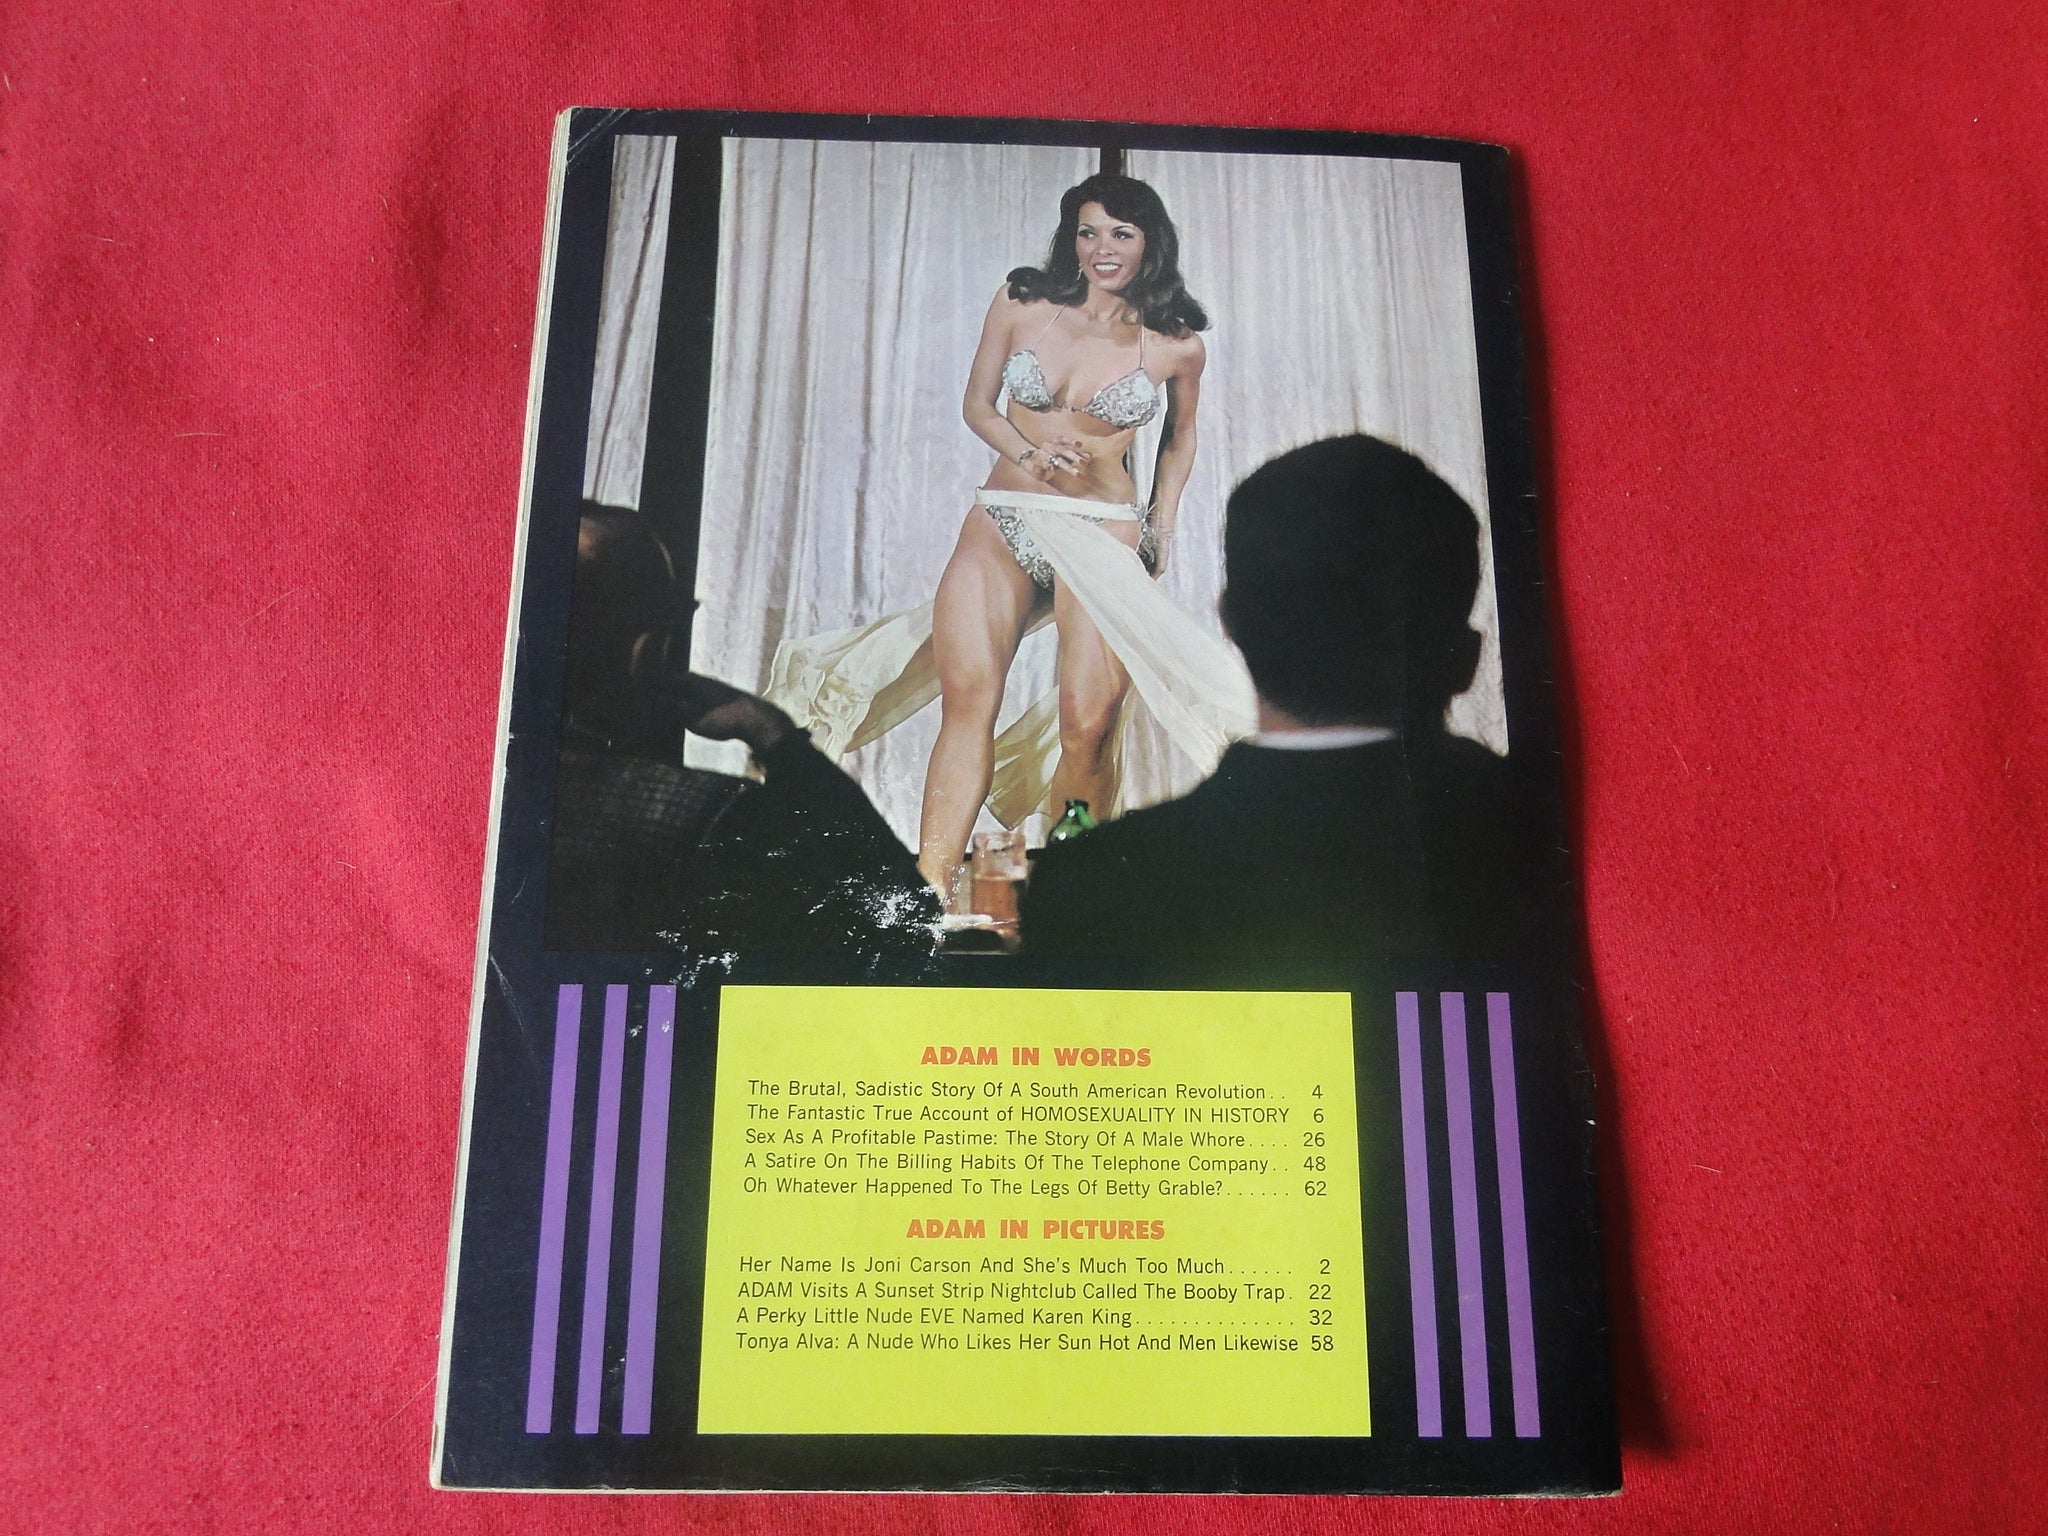 ADAM IN WORDS
The Brutal, Sadistic Story Of A South American Revolution. . 4
The Fantastic True Account of HOMOSEXUALITY IN HISTORY 6
Sex As A Profitable Pastime: The Story Of A Male Whore. . . . 26
A Satire On The Billing Habits Of The Telephone Company. . 48
Oh Whatever Happened To The Legs Of Betty Grable?. . . . . . 62
ADAM IN PICTURES
Her Name Is Joni Carson And She's Much Too Much. . . . . . 2
ADAM Visits A Sunset Strip Nightclub Called The Booby Trap. 22
A Perky Little Nude EVE Named Karen King. . . . . . . . . . . . . . 32
Tonya Alva: A Nude Who Likes Her Sun Hot And Men Likewise 58